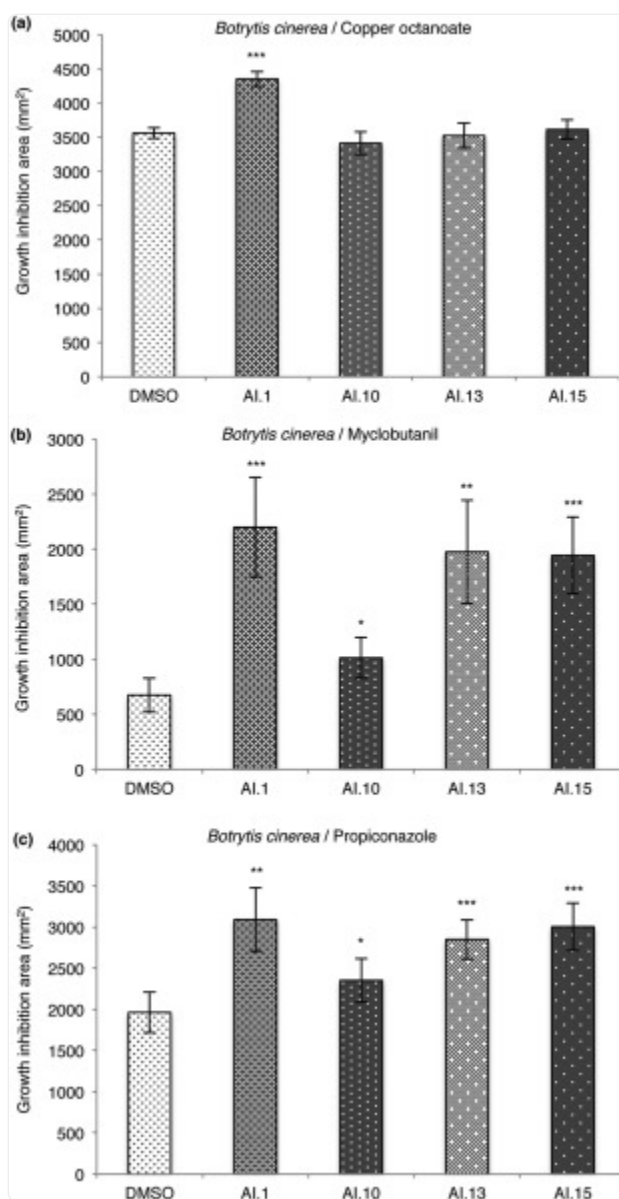 (a) Botrytis cinerea / Copper octanoate
5000
4500
4000
3500
3000
2500
2000
1500
1000
500
0
Growth inhibition area (mm²)
***
DMSO AI.1 AI.10 AI.13 AI.15
(b) Botrytis cinerea / Myclobutanil
3000
2500
2000
1500
1000
500
0
Growth inhibition area (mm²)
*** * ** ***
DMSO AI.1 AI.10 AI.13 AI.15
(c) Botrytis cinerea / Propiconazole
4000
3500
3000
2500
2000
1500
1000
500
0
Growth inhibition area (mm²)
** * *** ***
DMSO AI.1 AI.10 AI.13 AI.15